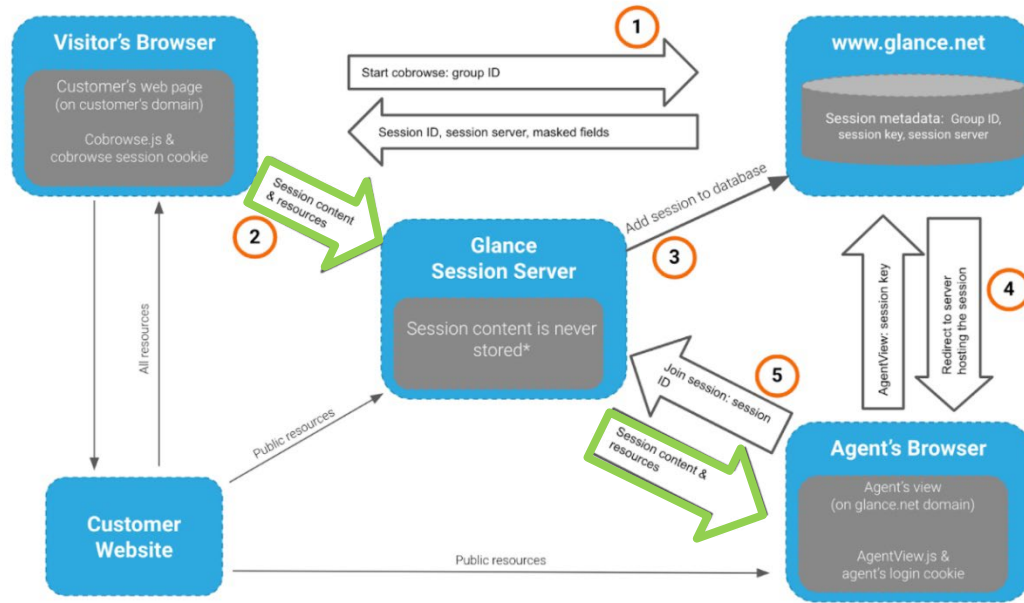 Visitor's Browser
Customer's web page
(on customer's domain)
Cobrowse.js &
cobrowse session cookie
1
Start cobrowse: group ID
Session ID, session server, masked fields
www.glance.net
Session metadata: Group ID,
session key, session server
Session content
& resources
2
Glance
Session Server
Session content is never
stored*
Add session to database
3
AgentView: session key
Redirect to server
hosting the session
4
Join session: session
ID
5
Session content &
resources
All resources
Public resources
Customer
Website
Public resources
Agent's Browser
Agent's view
(on glance.net domain)
AgentView.js &
agent's login cookie